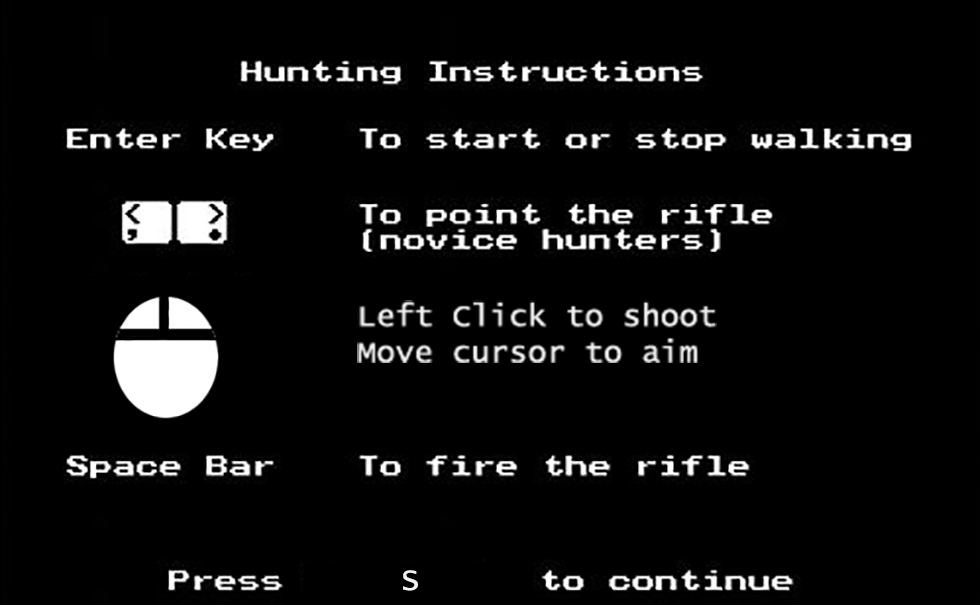 Hunting Instructions
Enter Key To start or stop walking
< > To point the rifle
, . (novice hunters)
Left Click to shoot
Move cursor to aim
Space Bar To fire the rifle
Press S to continue